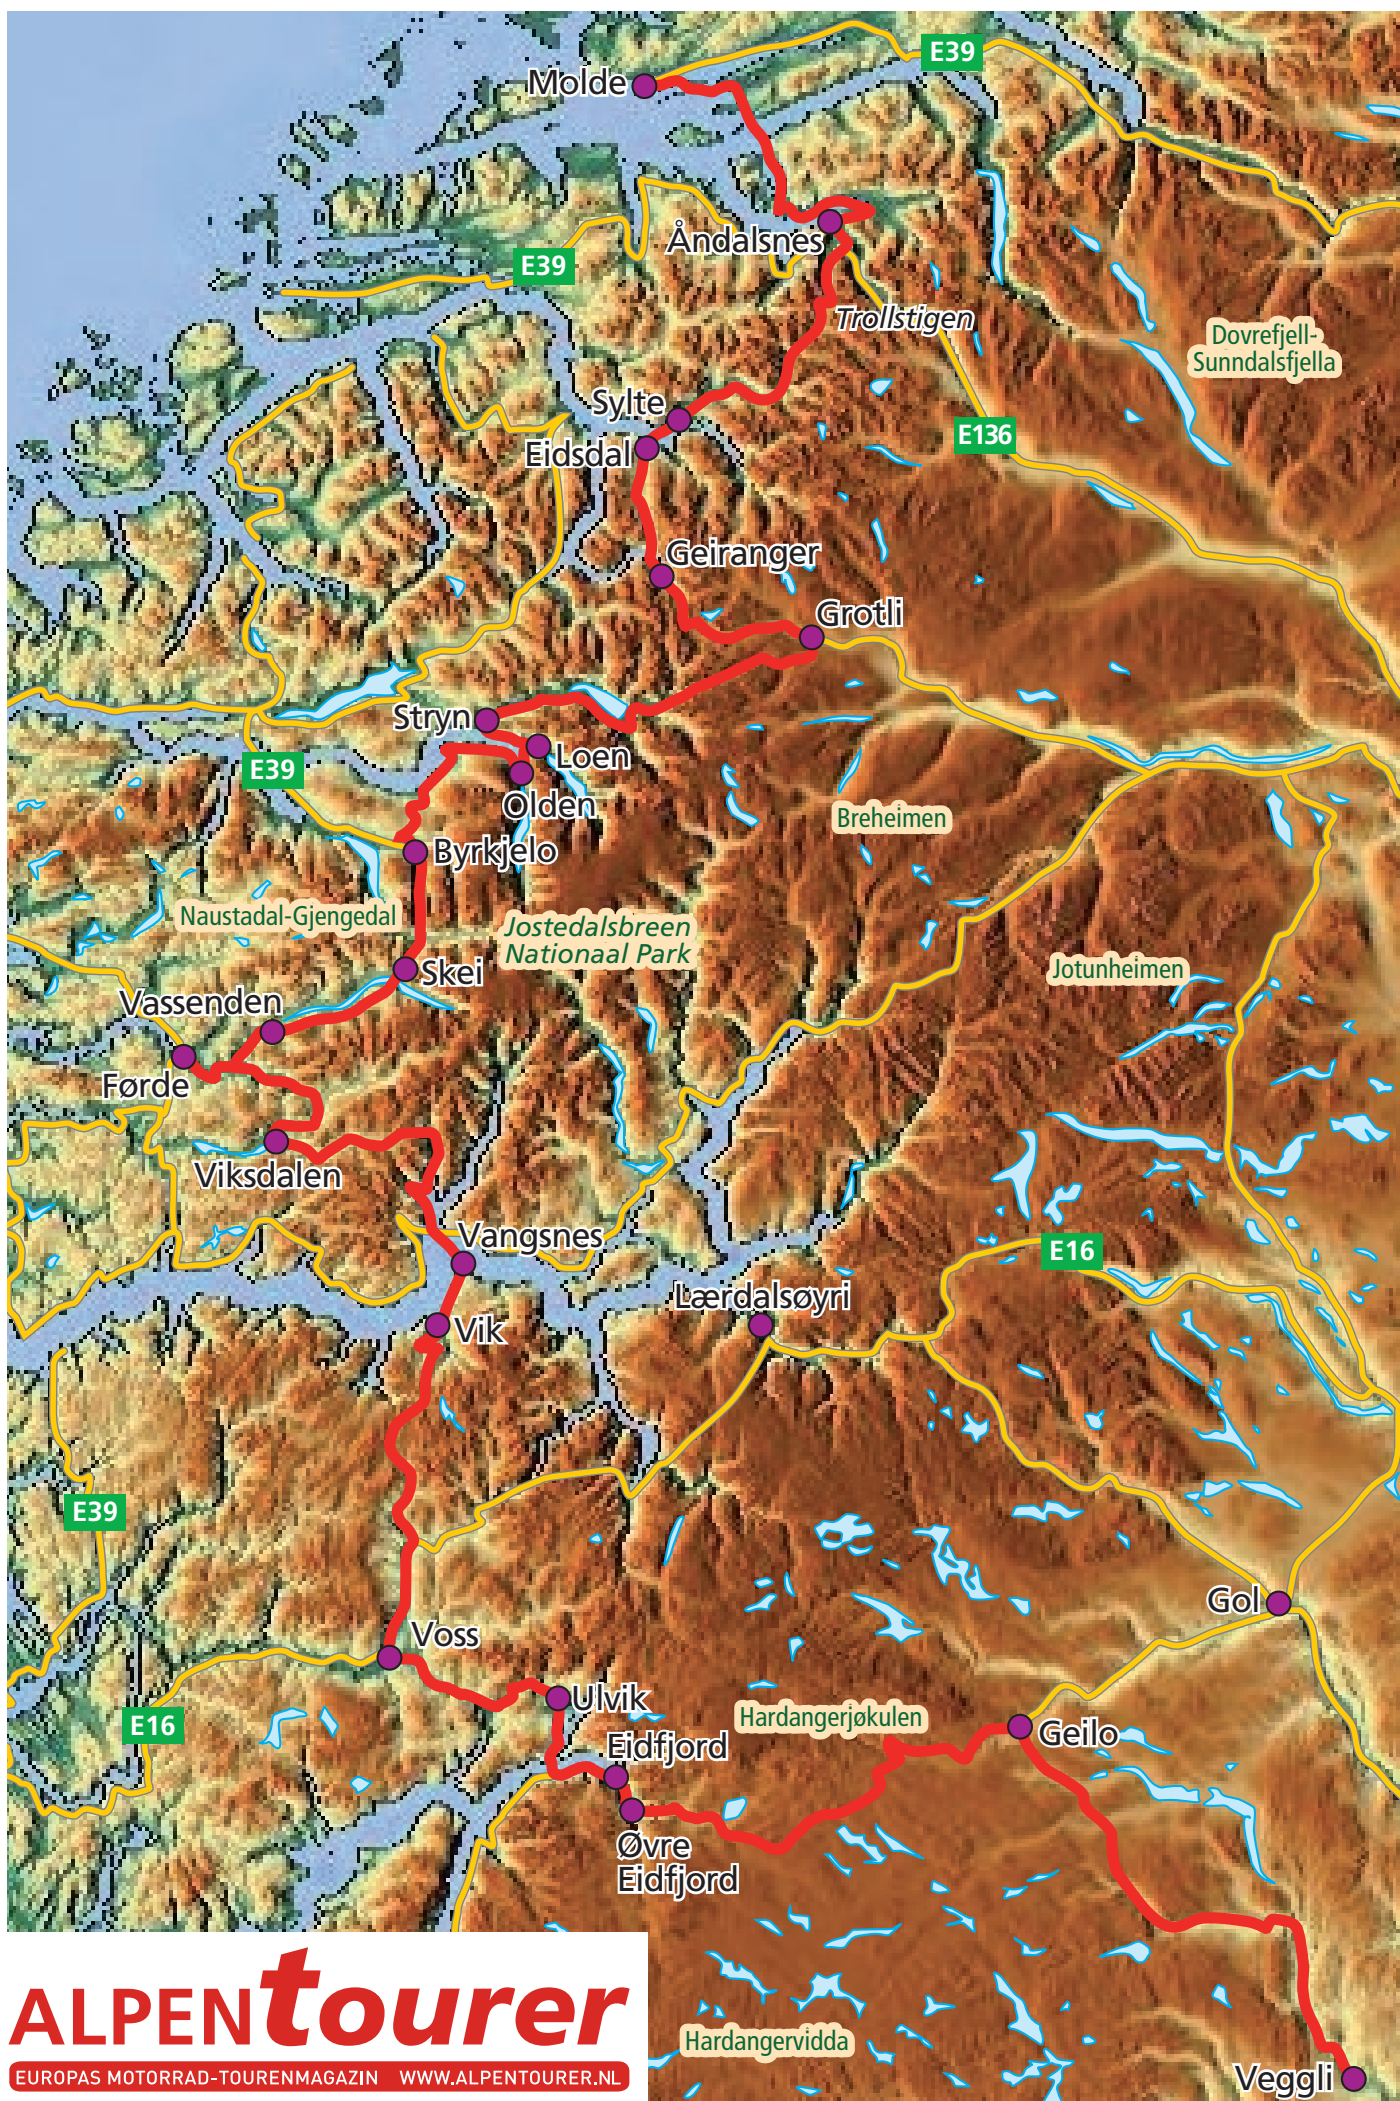 E39
Molde
Åndalsnes
E39
Trollstigen
Dovrefjell-
Sunndalsfjella
Sylte
E136
Eidsdal
Geiranger
Grotli
Stryn
Loen
E39
Olden
Breheimen
Byrkjelo
Naustadal-Gjengedal
Jostedalsbreen
Nationaal Park
Skei
Jotunheimen
Vassenden
Førde
Viksdalen
Vangsnes
E16
Lærdalsøyri
Vik
E39
Gol
Voss
Ulvik
E16
Hardangerjøkulen
Geilo
Eidfjord
Øvre
Eidfjord
ALPENtourer
EUROPAS MOTORRAD-TOURENMAGAZIN WWW.ALPENTOURER.NL
Hardangervidda
Veggli